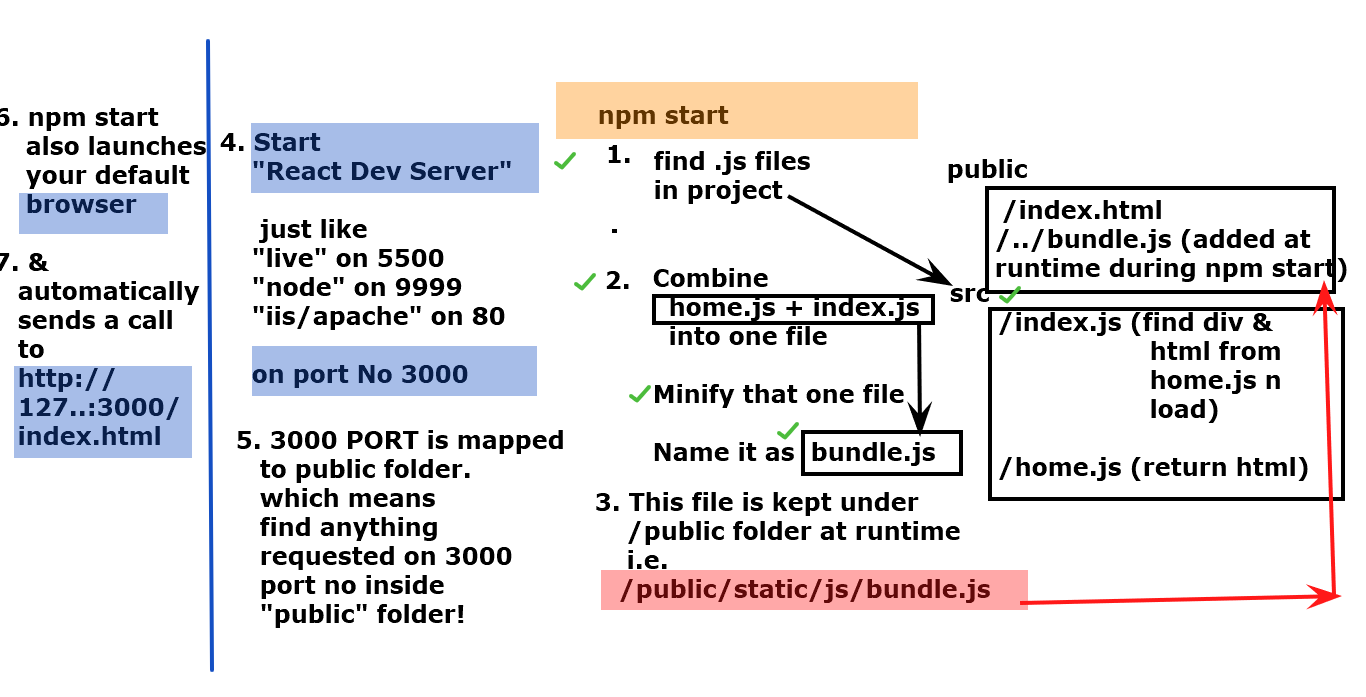 npm start
1. find .js files
in project
.
2. Combine
home.js + index.js
into one file
Minify that one file
Name it as bundle.js
3. This file is kept under
/public folder at runtime
i.e.
/public/static/js/bundle.js
public
/index.html
/../bundle.js (added at
runtime during npm start)
src
/index.js (find div &
html from
home.js n
load)
/home.js (return html)
4. Start
"React Dev Server"
just like
"live" on 5500
"node" on 9999
"iis/apache" on 80
on port No 3000
5. 3000 PORT is mapped
to public folder.
which means
find anything
requested on 3000
port no inside
"public" folder!
6. npm start
also launches
your default
browser
7. &
automatically
sends a call
to
http://
127..:3000/
index.html